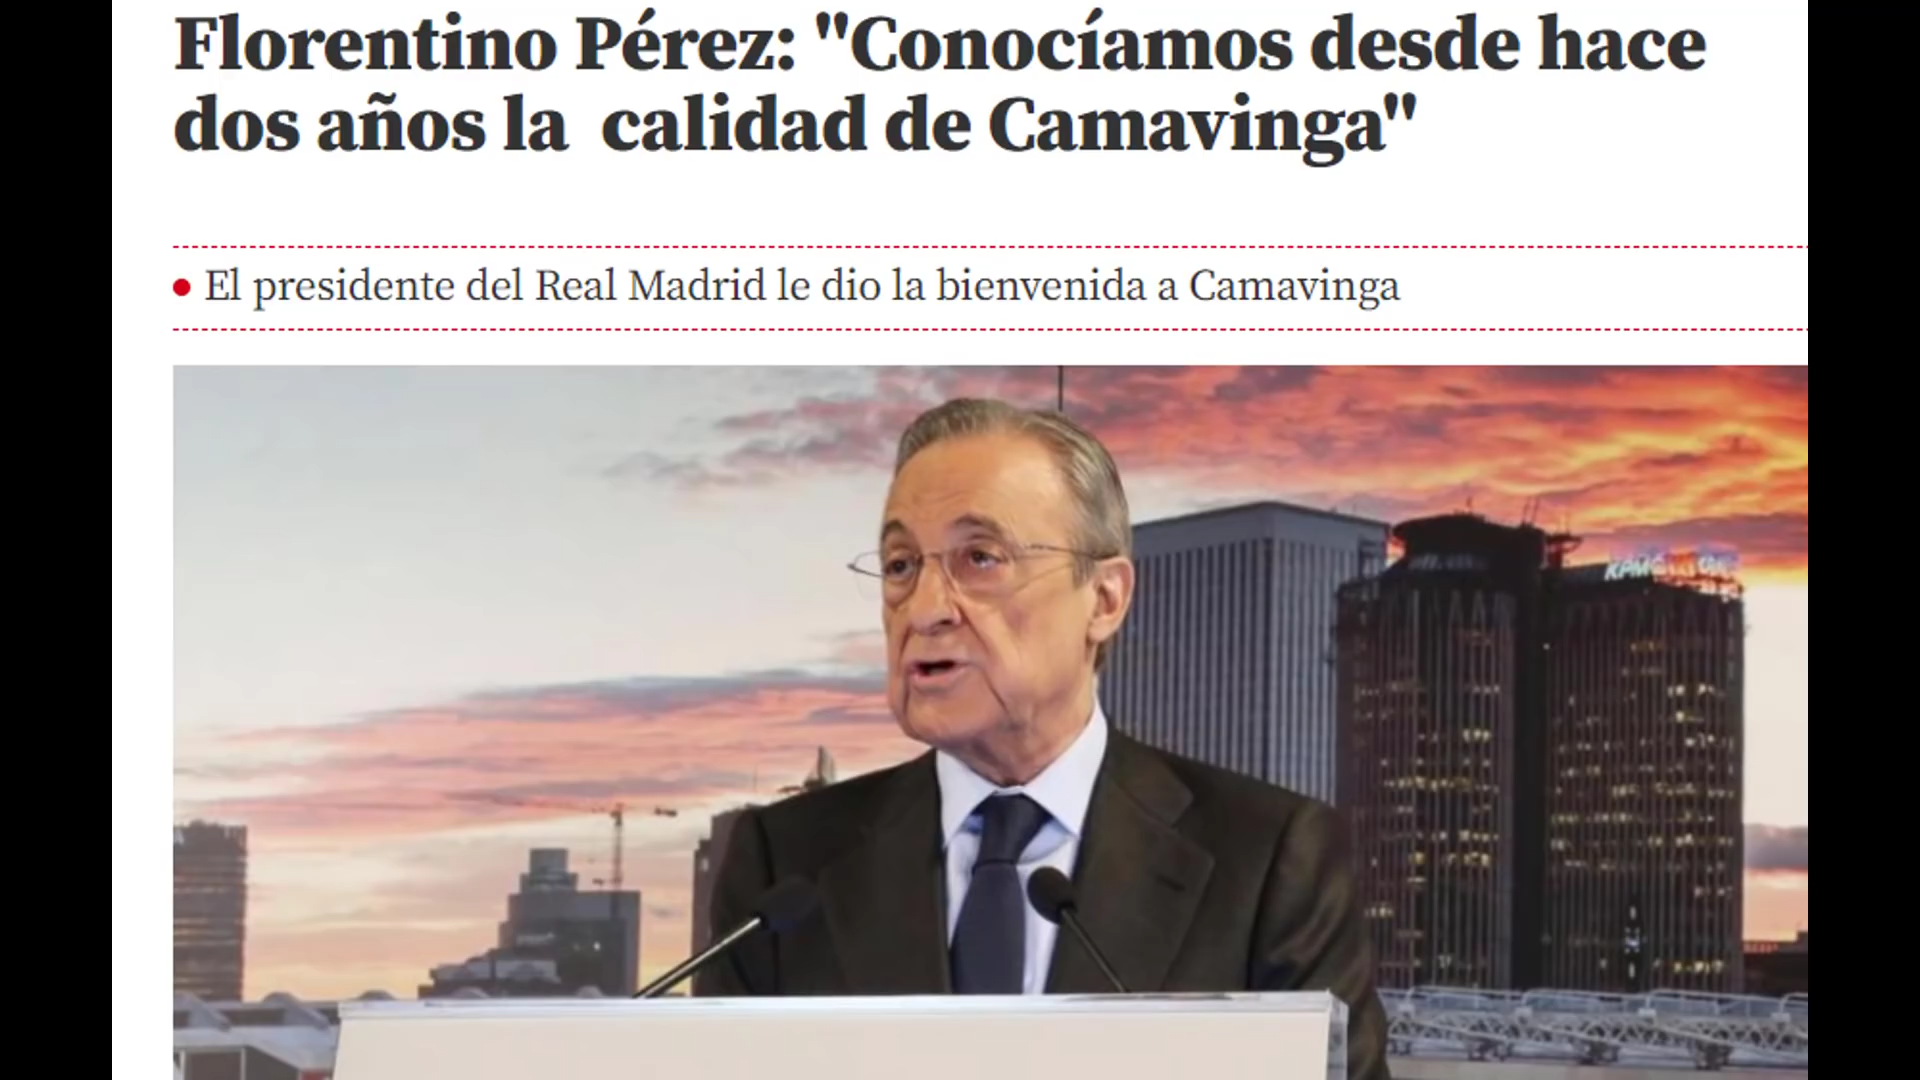 Florentino Pérez: "Conocíamos desde hace
dos años la  calidad de Camavinga"
El presidente del Real Madrid le dio la bienvenida a Camavinga
KPMG